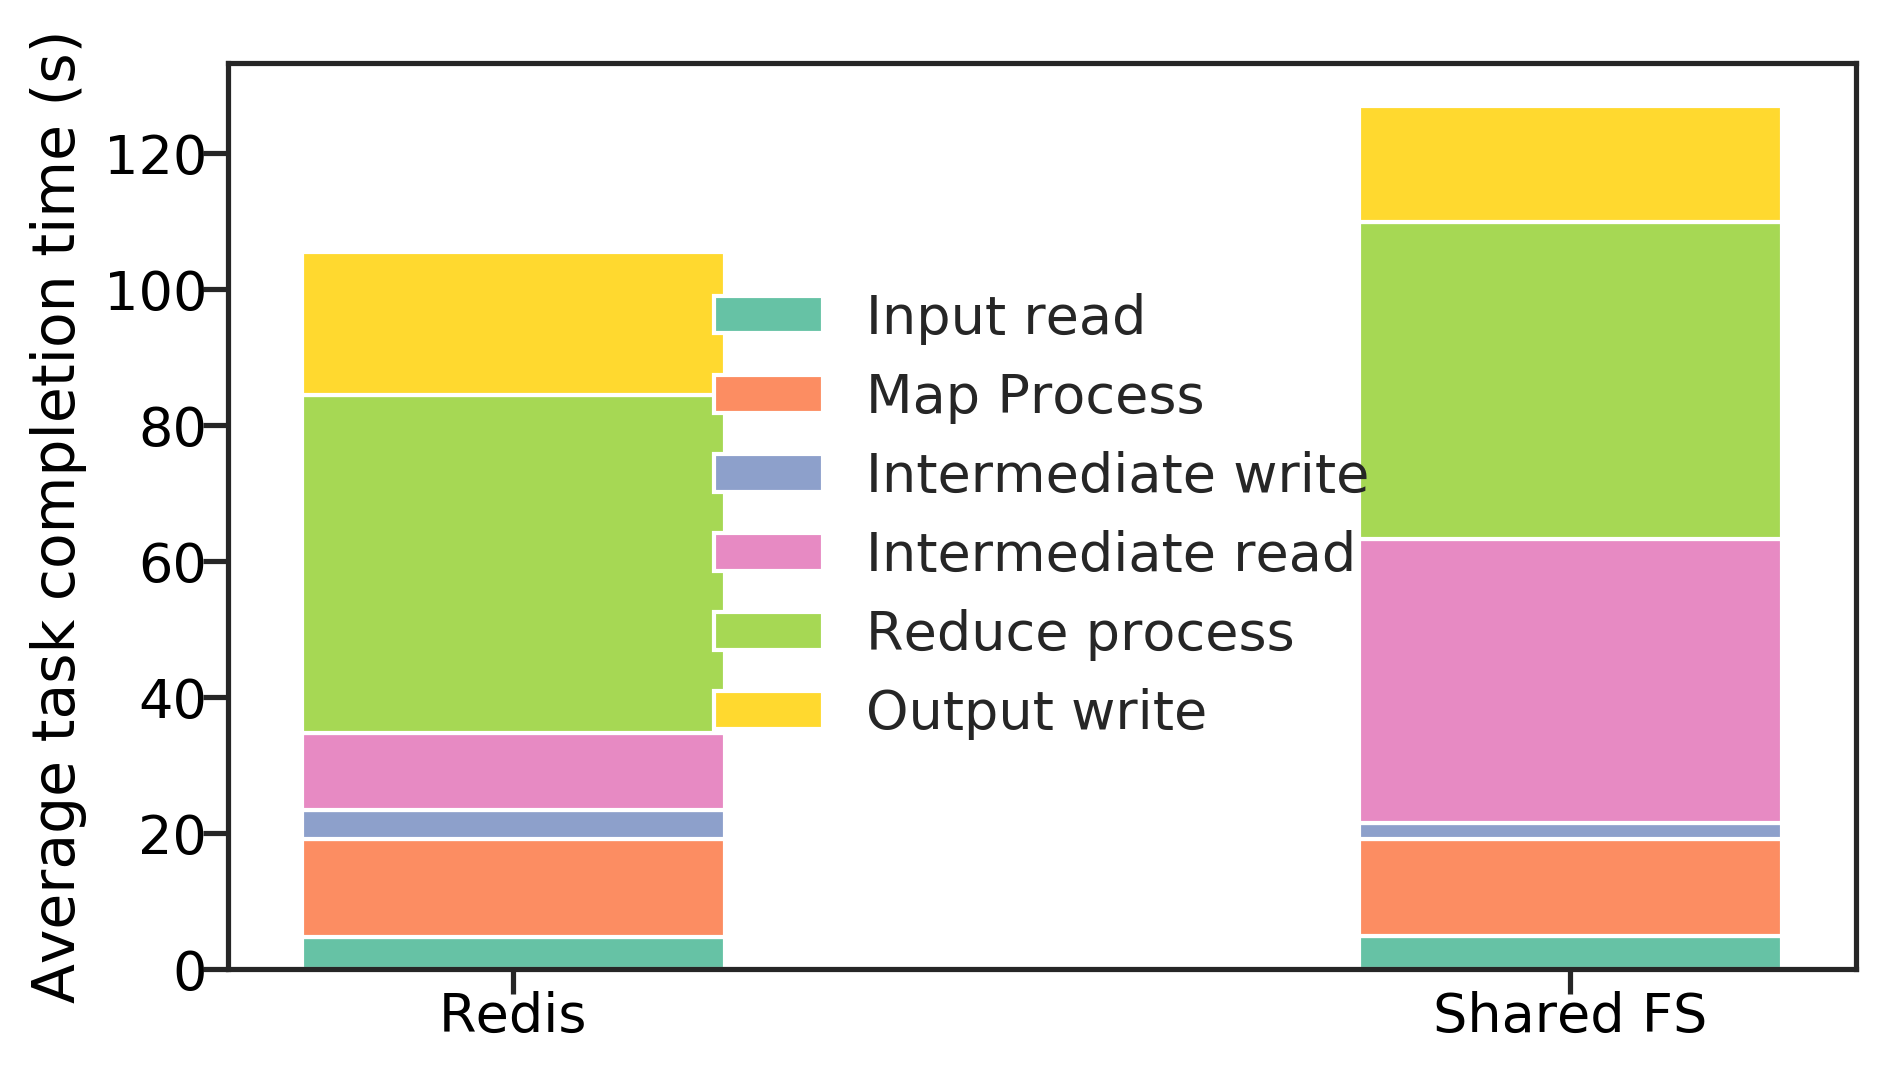 Average task completion time (s)
120
100
80
60
40
20
0
Input read
Map Process
Intermediate write
Intermediate read
Reduce process
Output write
Redis
Shared FS